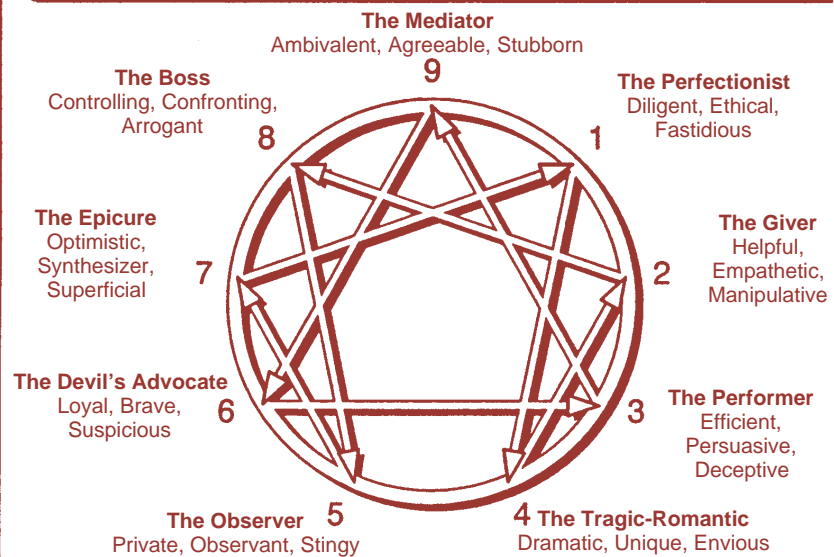 The Mediator
Ambivalent, Agreeable, Stubborn
9
The Boss
Controlling, Confronting,
Arrogant
8
The Perfectionist
Diligent, Ethical,
Fastidious
1
The Epicure
Optimistic,
Synthesizer,
Superficial
7
The Giver
Helpful,
Empathetic,
Manipulative
2
The Devil's Advocate
Loyal, Brave,
Suspicious
6
The Performer
Efficient,
Persuasive,
Deceptive
3
The Observer
Private, Observant, Stingy
5
4
The Tragic-Romantic
Dramatic, Unique, Envious